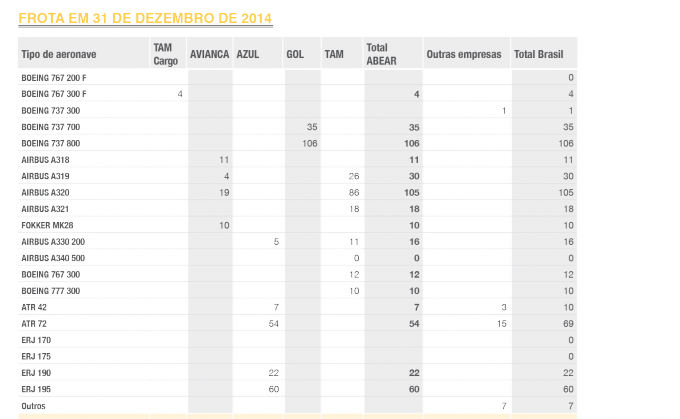 FROTA EM 31 DE DEZEMBRO DE 2014
Tipo de aeronave TAM Cargo AVIANCA AZUL GOL TAM Total ABEAR Outras empresas Total Brasil
BOEING 767 200 F 0
BOEING 767 300 F 4 4 4
BOEING 737 300 1 1
BOEING 737 700 35 35 35
BOEING 737 800 106 106 106
AIRBUS A318 11 11 11
AIRBUS A319 4 26 30 30
AIRBUS A320 19 86 105 105
AIRBUS A321 18 18 18
FOKKER MK28 10 10 10
AIRBUS A330 200 5 11 16 16
AIRBUS A340 500 0 0 0
BOEING 767 300 12 12 12
BOEING 777 300 10 10 10
ATR 42 7 7 3 10
ATR 72 54 54 15 69
ERJ 170 0
ERJ 175 0
ERJ 190 22 22 22
ERJ 195 60 60 60
Outros 7 7